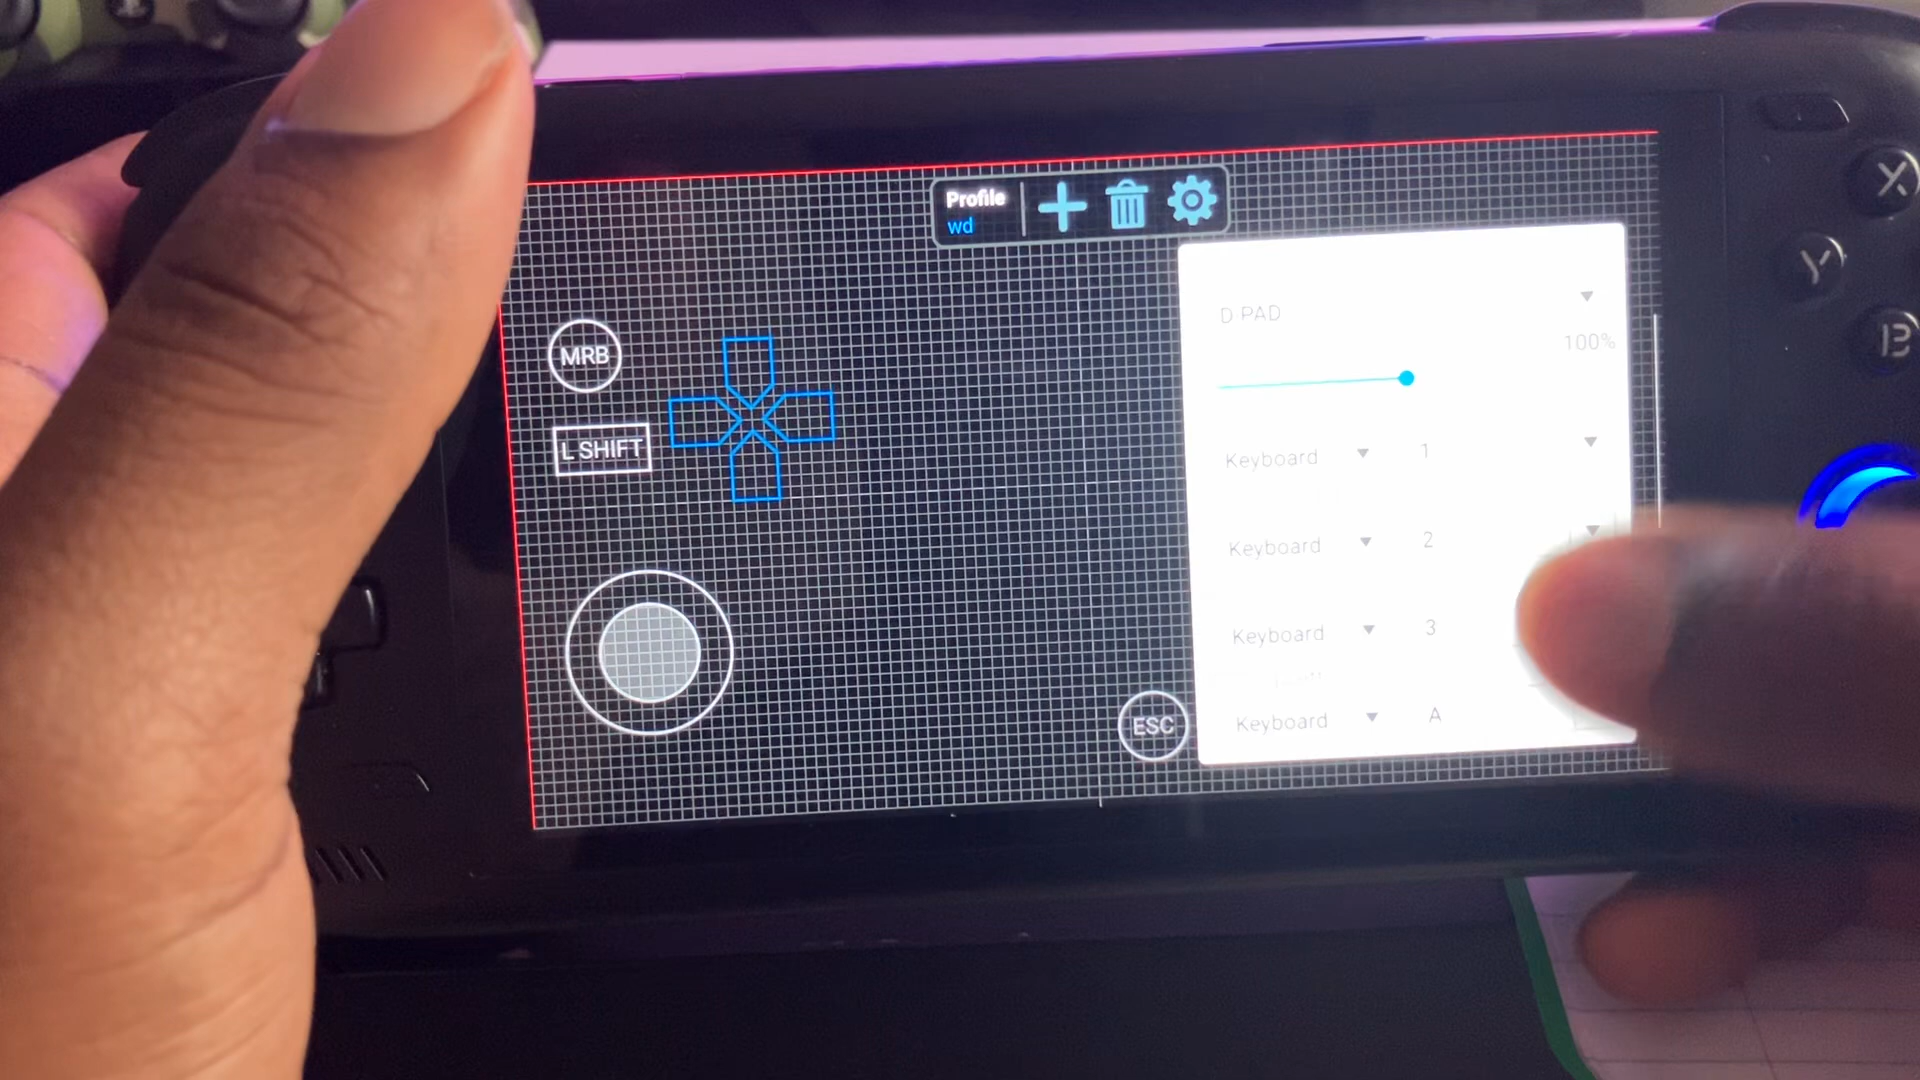 Profile
wd
MRB
L SHIFT
ESC
D PAD
100%
Keyboard 1
Keyboard 2
Keyboard 3
Keyboard A
X
Y
B